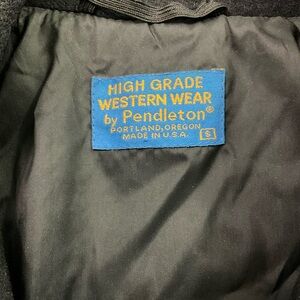 HIGH GRADE
WESTERN WEAR
by Pendleton®
PORTLAND, OREGON
MADE IN U.S.A. S